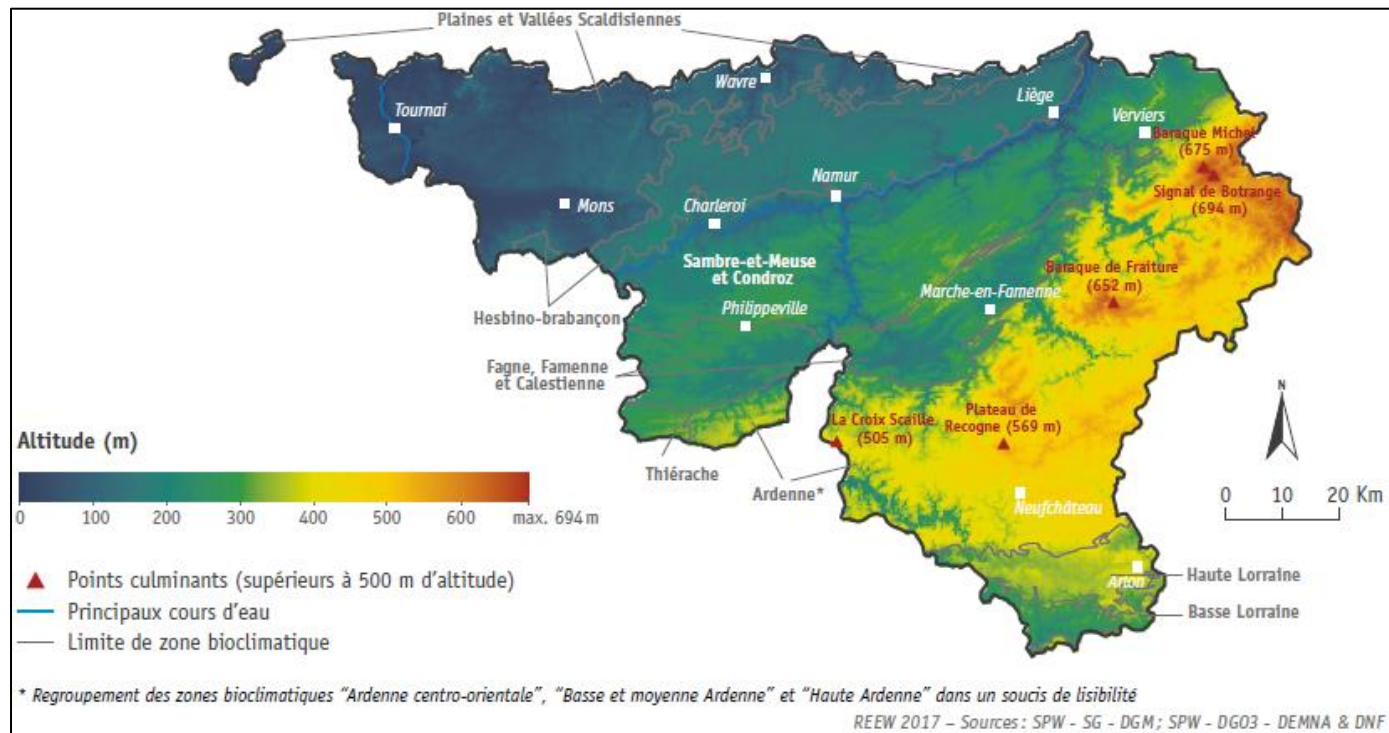 Plaines et Vallées Scaldisiennes
Wavre
Liège
Tournai
Verviers
Baraque Michel
(675 m)
Signal de Botrange
(694 m)
Namur
Mons
Charleroi
Sambre-et-Meuse
et Condroz
Baraque de Fraiture
(652 m)
Marche-en-Famenne
Philippeville
Hesbino-brabançon
Fagne, Famenne
et Calestienne
La Croix Scaille
(505 m)
Plateau de
Recogne (569 m)
N
Altitude (m)
Thiérache
Ardenne*
0 10 20 Km
Neufchâteau
0 100 200 300 400 500 600 max. 694 m
Points culminants (supérieurs à 500 m d'altitude)
Arlon
Haute Lorraine
Principaux cours d'eau
Basse Lorraine
Limite de zone bioclimatique
* Regroupement des zones bioclimatiques “Ardenne centro-orientale”, “Basse et moyenne Ardenne” et “Haute Ardenne” dans un soucis de lisibilité
REEW 2017 – Sources: SPW - SG - DGM; SPW - DGO3 - DEMNA & DNF